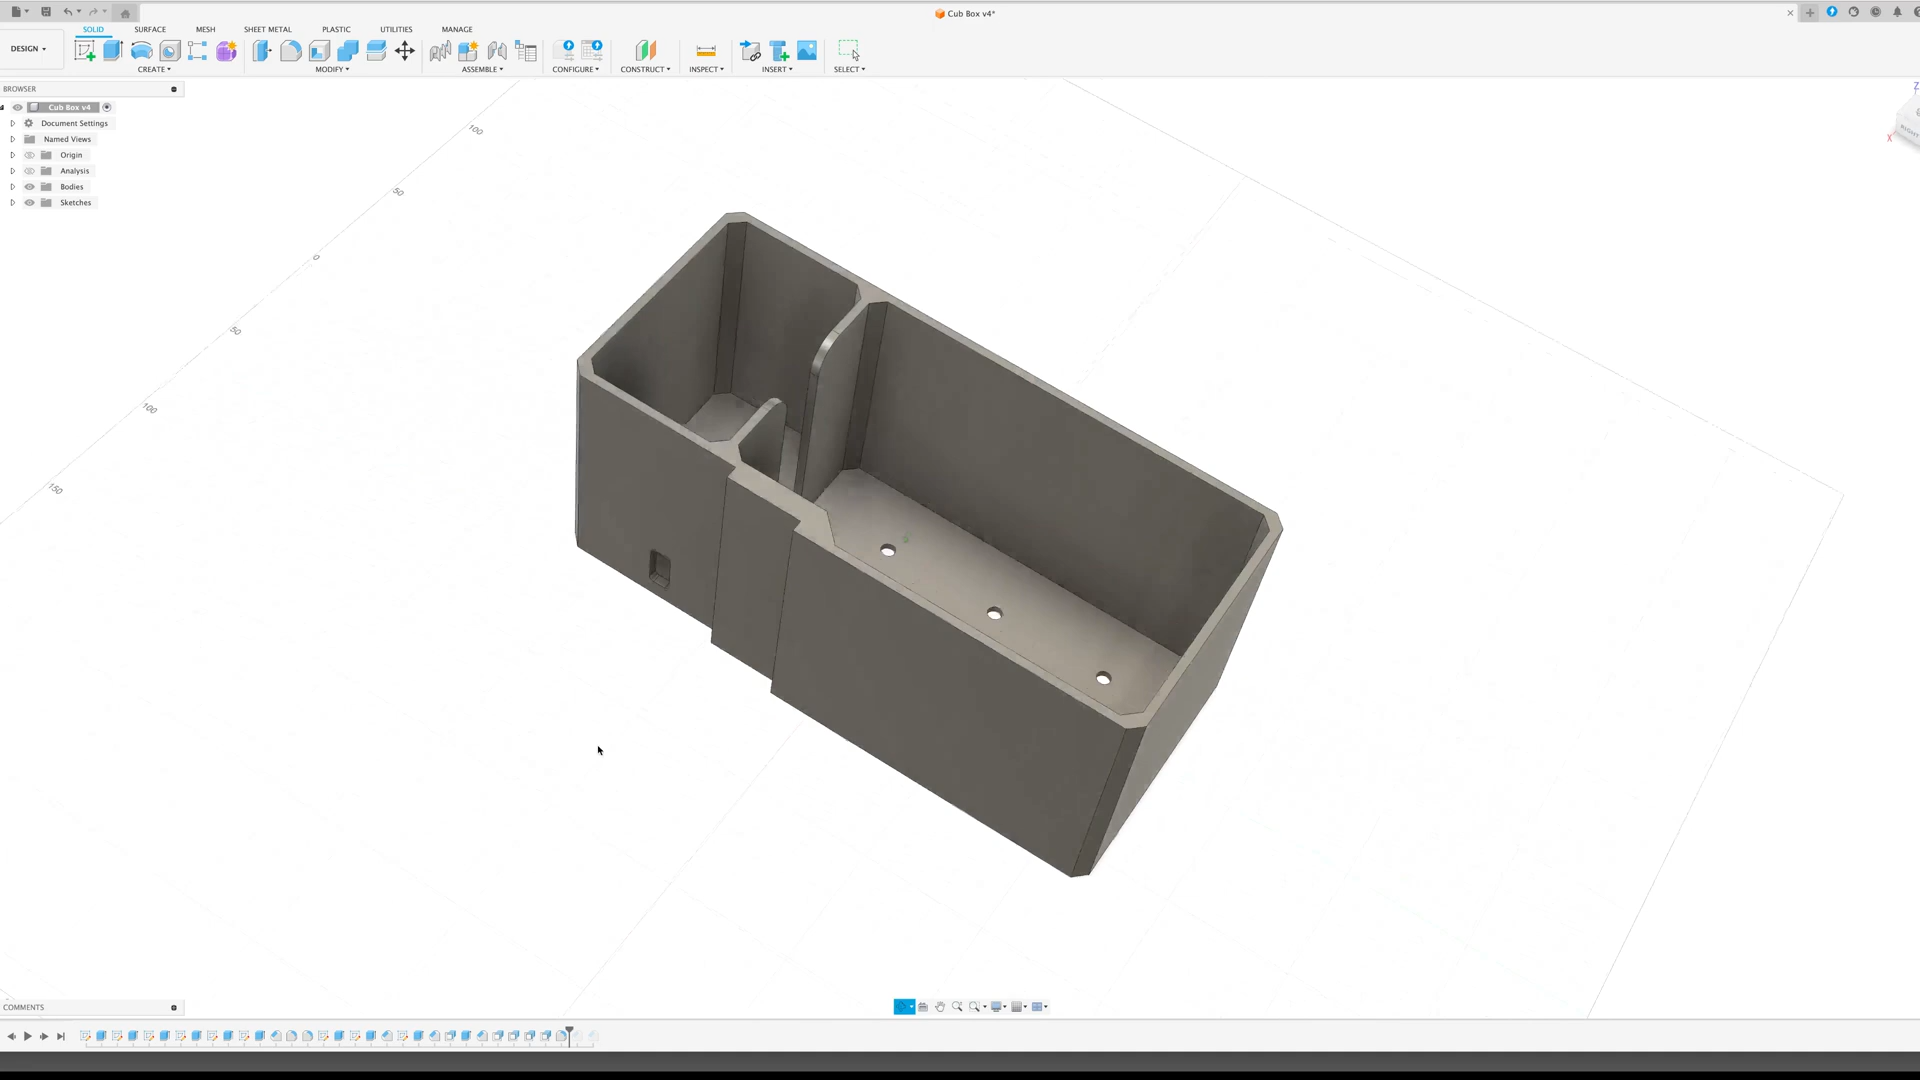 Cub Box v4*
DESIGN
SOLID SURFACE MESH SHEET METAL PLASTIC UTILITIES MANAGE
CREATE MODIFY ASSEMBLE CONFIGURE CONSTRUCT INSPECT INSERT SELECT
BROWSER
Cub Box v4
Document Settings
Named Views
Origin
Analysis
Bodies
Sketches
Z
X
RIGHT
100
50
0
50
100
150
COMMENTS